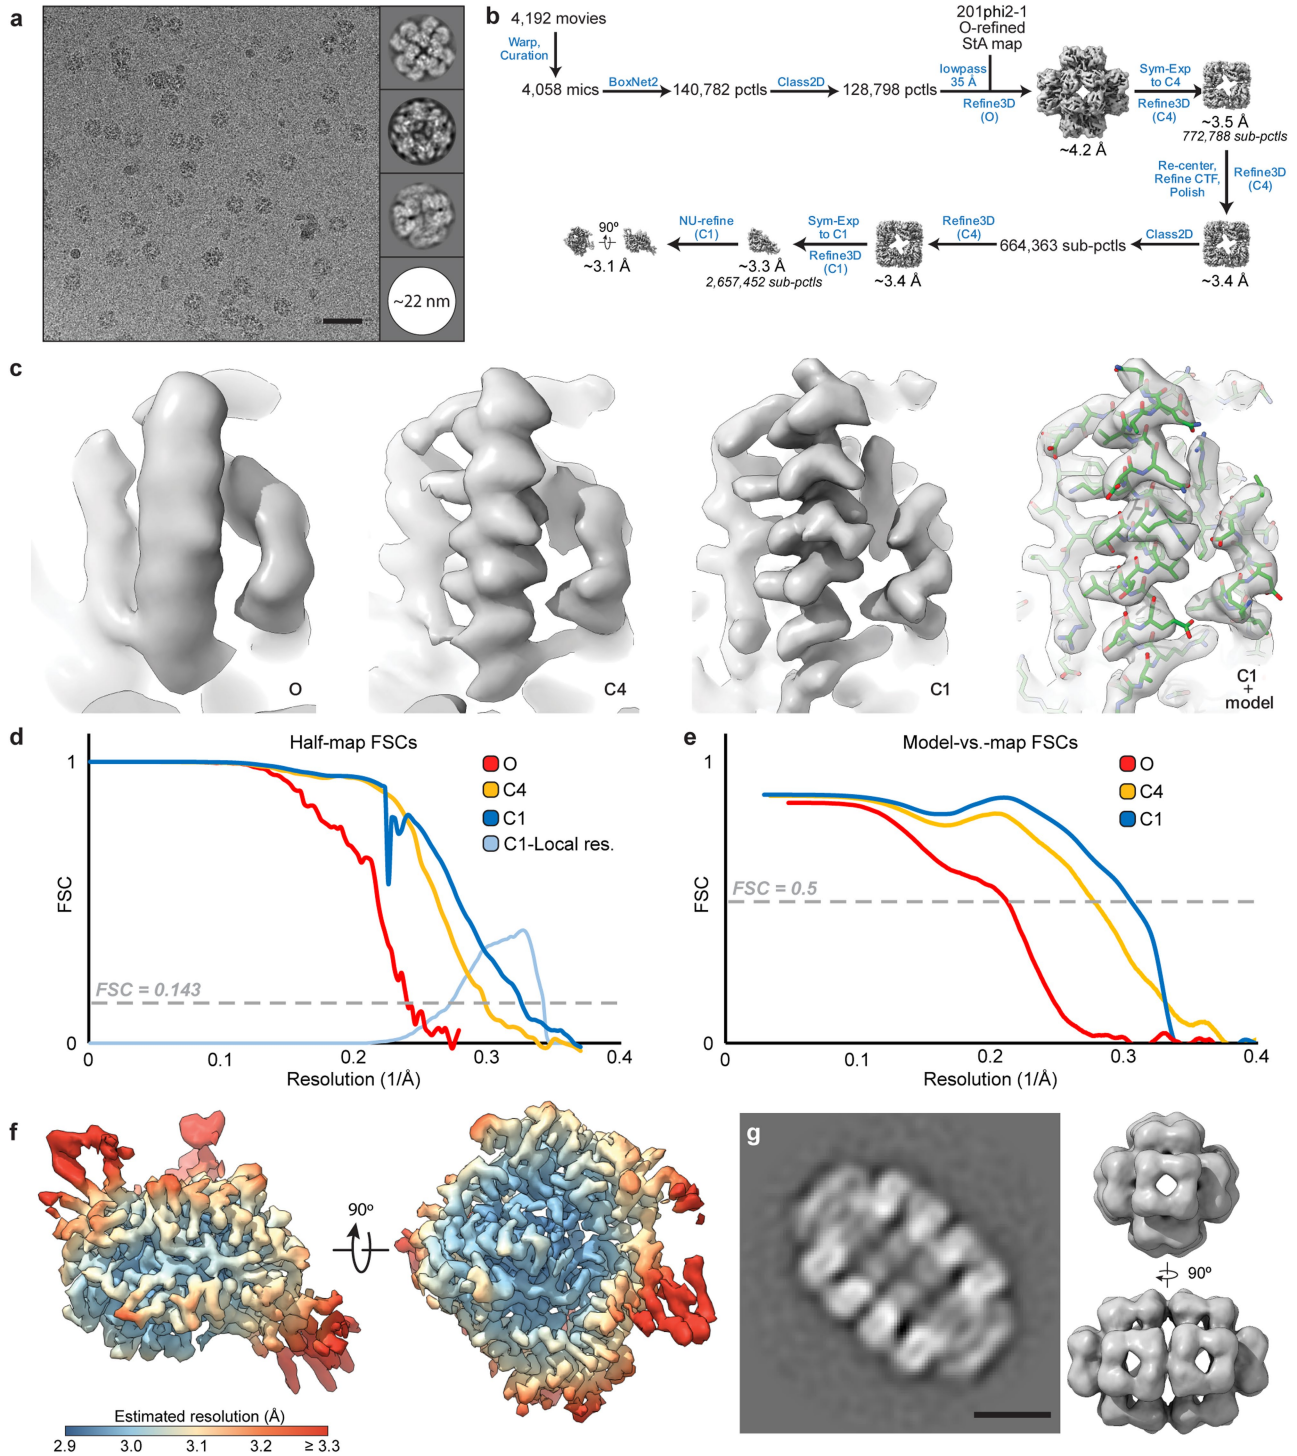 a
~22 nm
b
4,192 movies
Warp,
Curation
4,058 mics
BoxNet2
140,782 pctls
Class2D
128,798 pctls
201phi2-1
O-refined
StA map
lowpass
35 Å
Refine3D
(O)
~4.2 Å
Sym-Exp
to C4
Refine3D
(C4)
~3.5 Å
772,788 sub-pctls
Re-center,
Refine CTF,
Polish
Refine3D
(C4)
~3.4 Å
Class2D
664,363 sub-pctls
Refine3D
(C4)
~3.4 Å
Sym-Exp
to C1
Refine3D
(C1)
~3.3 Å
2,657,452 sub-pctls
NU-refine
(C1)
90º
~3.1 Å
c
O
C4
C1
C1
+
model
d
Half-map FSCs
O
C4
C1
C1-Local res.
1
FSC
FSC = 0.143
0
0 0.1 0.2 0.3 0.4
Resolution (1/Å)
e
Model-vs.-map FSCs
O
C4
C1
1
FSC
FSC = 0.5
0
0 0.1 0.2 0.3 0.4
Resolution (1/Å)
f
90º
Estimated resolution (Å)
2.9 3.0 3.1 3.2 ≥ 3.3
g
90º